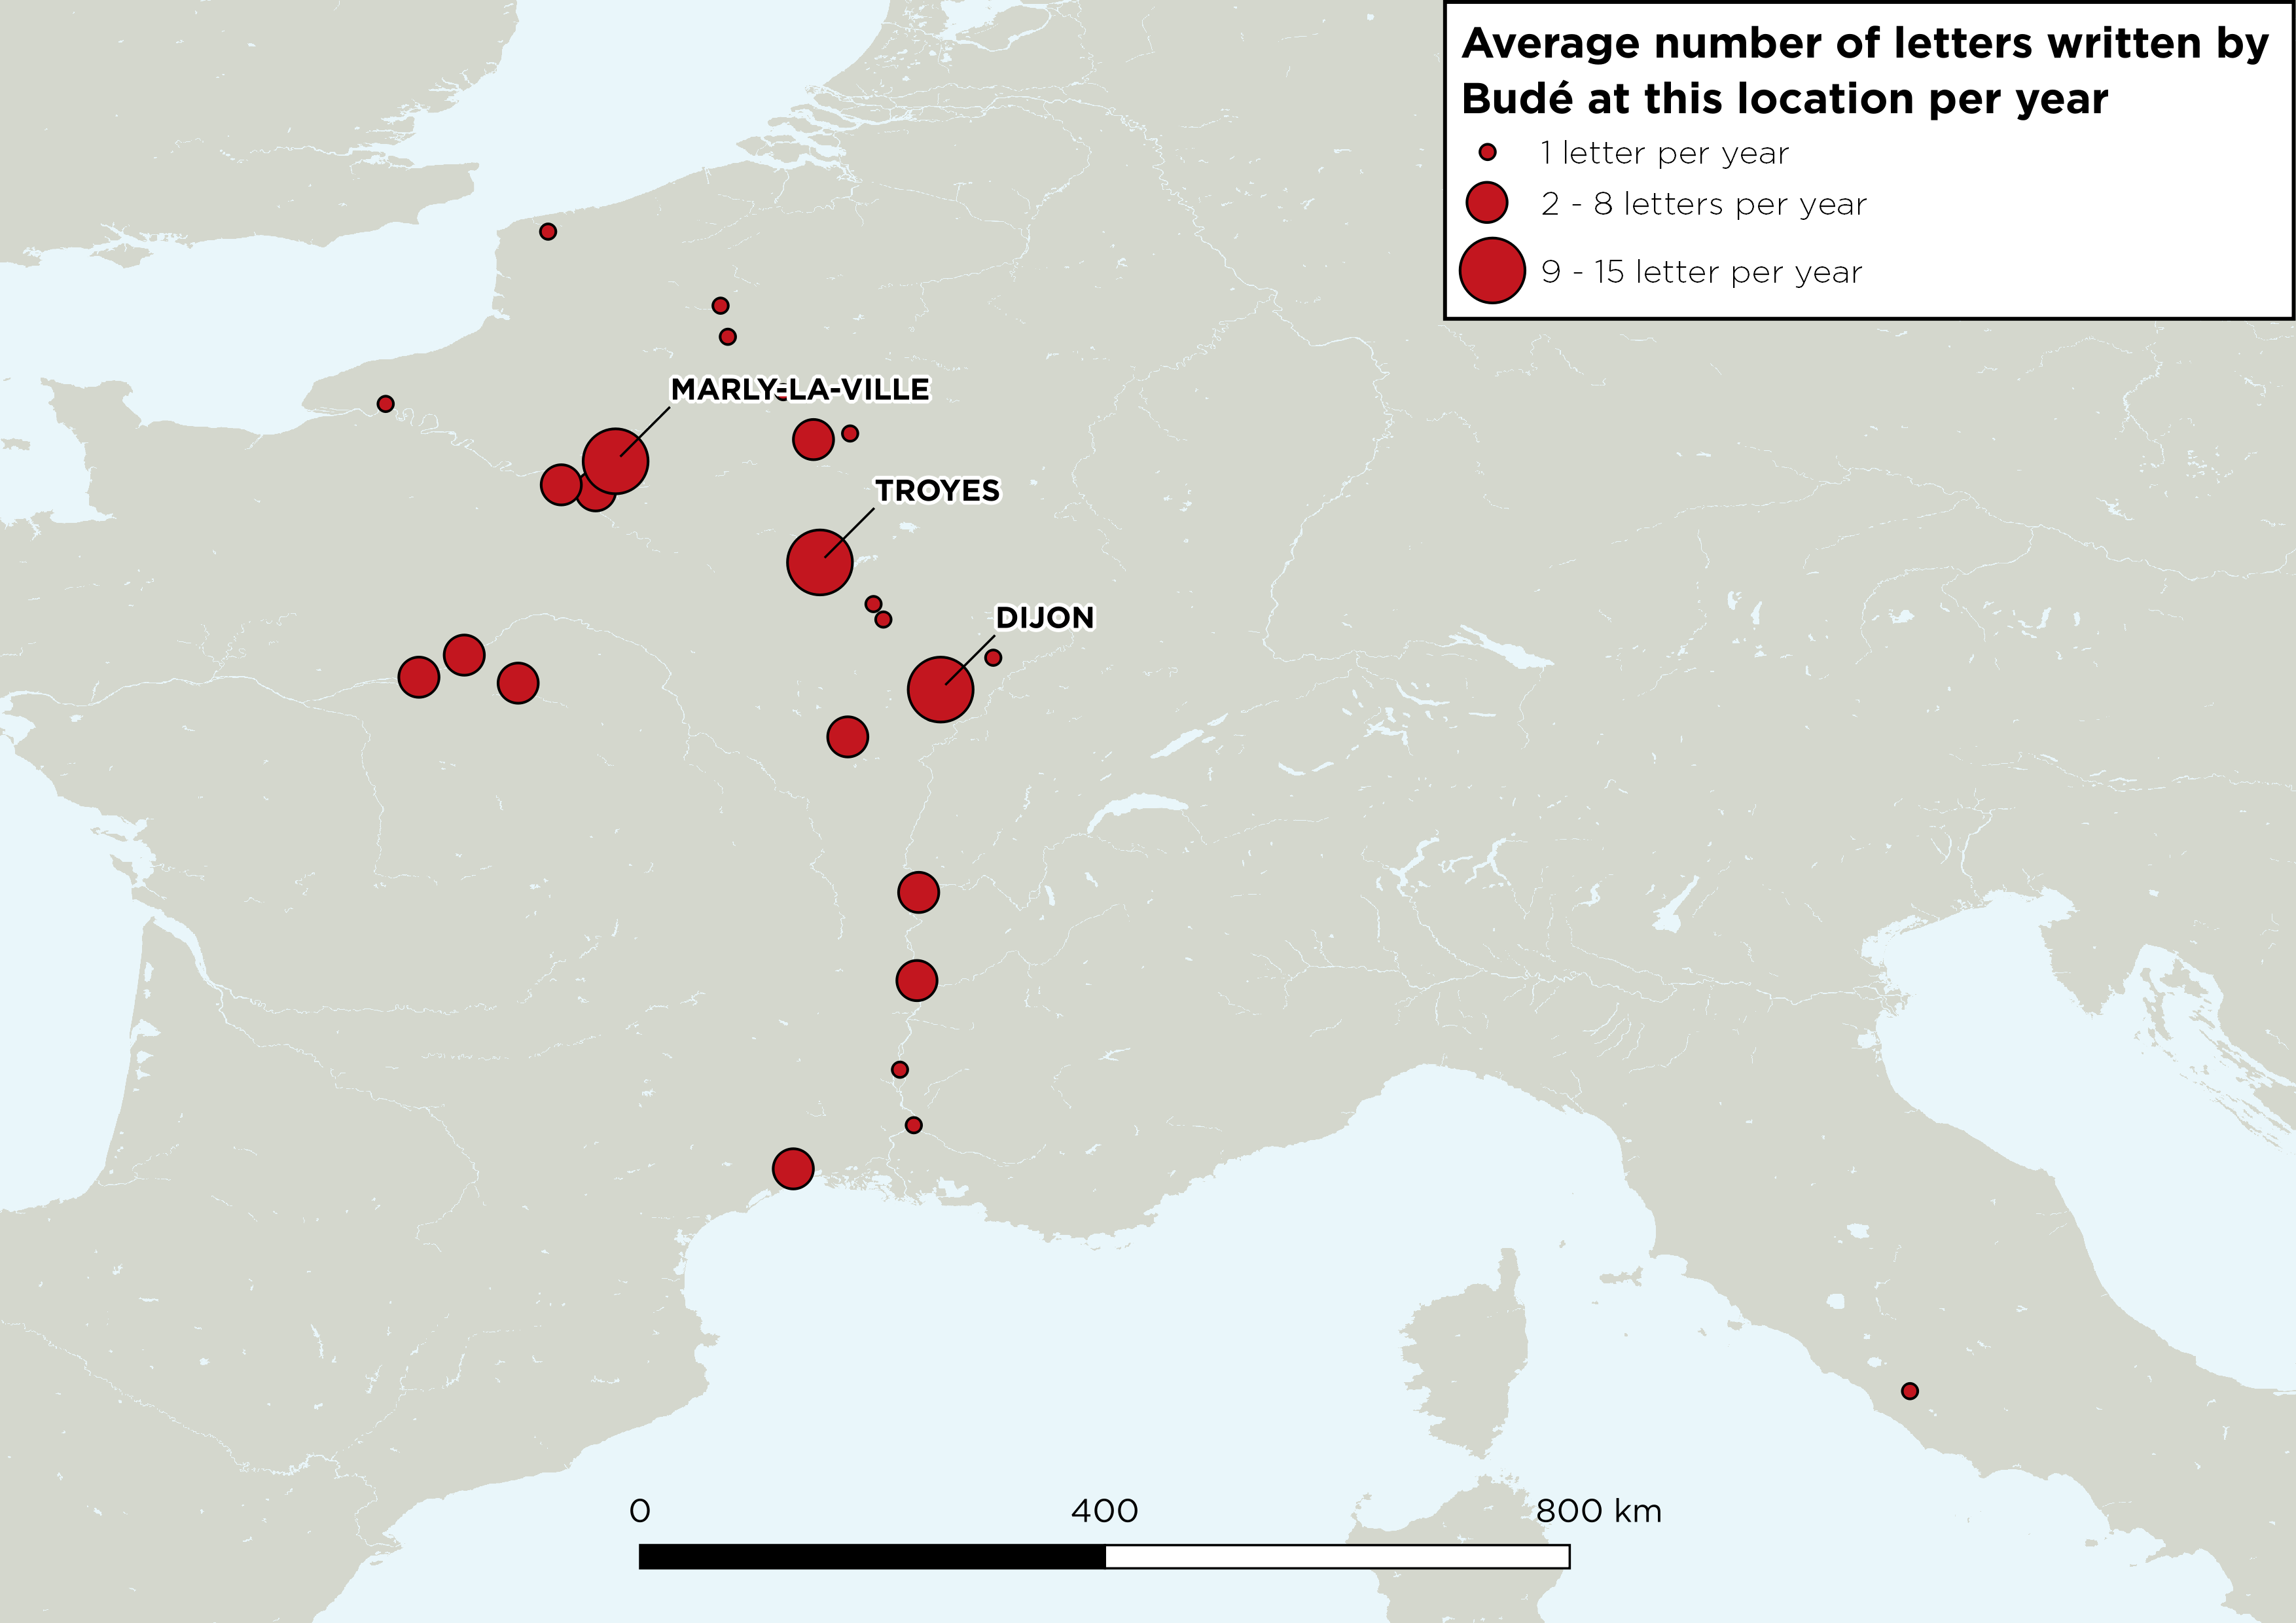 Average number of letters written by
Budé at this location per year
1 letter per year
2 - 8 letters per year
9 - 15 letter per year
MARLY-LA-VILLE
TROYES
DIJON
0 400 800 km